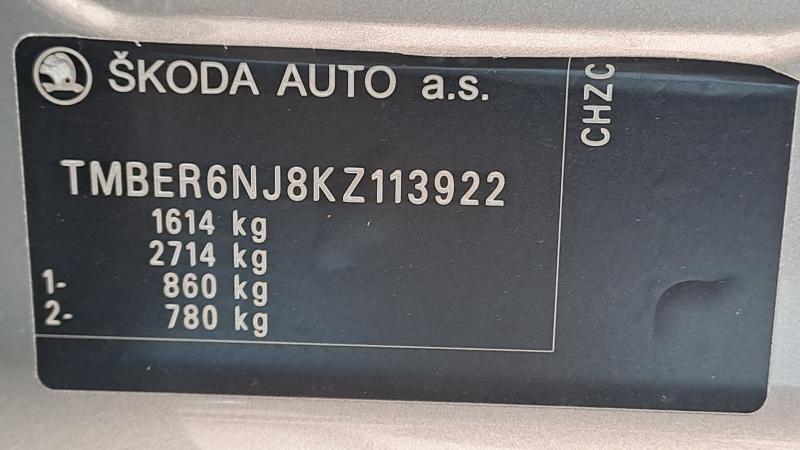 ŠKODA AUTO a.s.
TMBER6NJ8KZ113922
1614 kg
2714 kg
1- 860 kg
2- 780 kg
CHZC